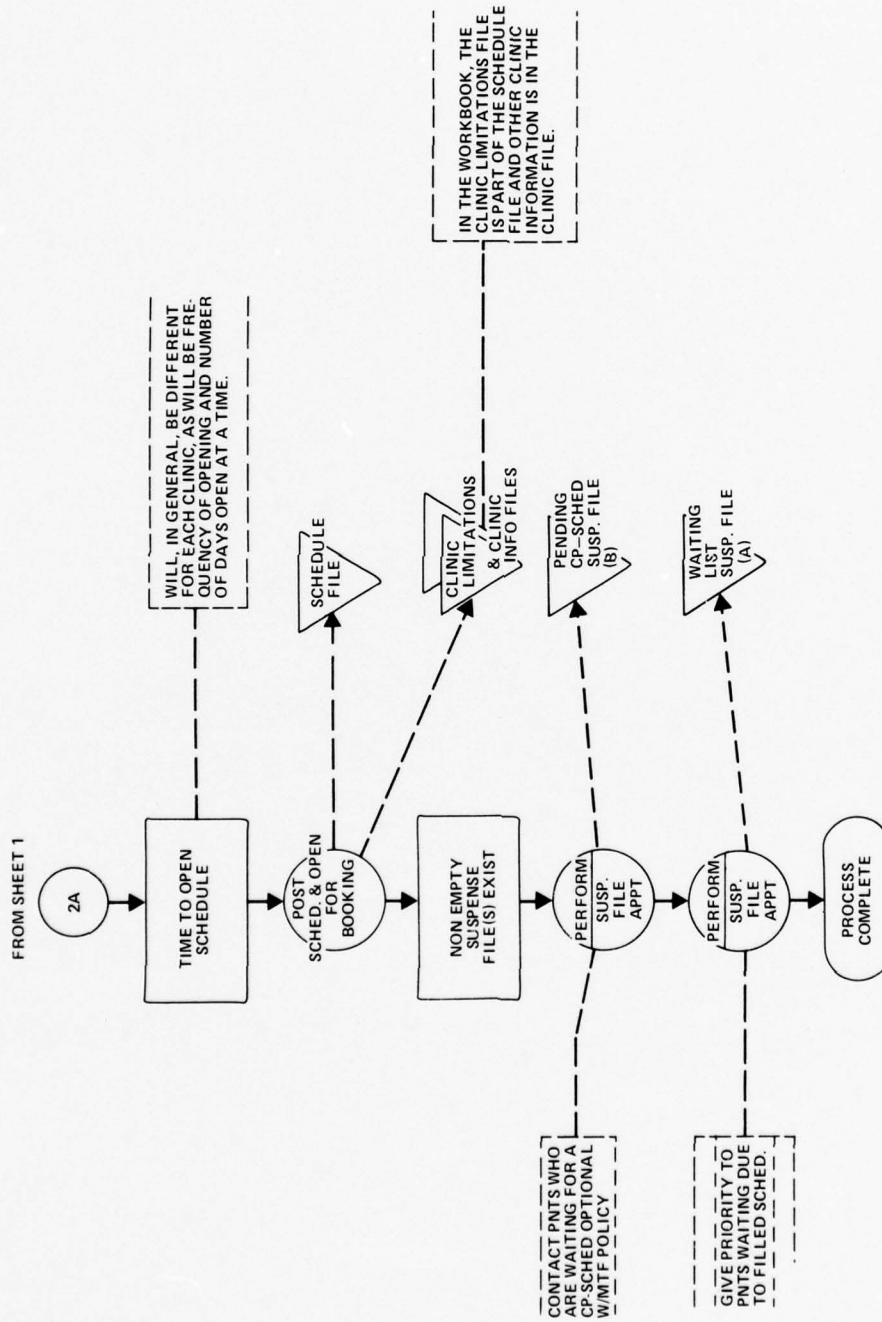 FROM SHEET 1
2A
TIME TO OPEN
SCHEDULE
WILL, IN GENERAL, BE DIFFERENT
FOR EACH CLINIC, AS WILL BE FRE-
QUENCY OF OPENING AND NUMBER
OF DAYS OPEN AT A TIME.
POST
SCHED. & OPEN
FOR
BOOKING
SCHEDULE
FILE
CLINIC
LIMITATIONS
& CLINIC
INFO FILES
IN THE WORKBOOK, THE
CLINIC LIMITATIONS FILE
IS PART OF THE SCHEDULE
FILE AND OTHER CLINIC
INFORMATION IS IN THE
CLINIC FILE.
NON EMPTY
SUSPENSE
FILE(S) EXIST
CONTACT PNTS WHO
ARE WAITING FOR A
CP-SCHED OPTIONAL
W/MTF POLICY
PERFORM
SUSP.
FILE
APPT
PENDING
CP-SCHED
SUSP. FILE
(B)
GIVE PRIORITY TO
PNTS WAITING DUE
TO FILLED SCHED.
PERFORM
SUSP.
FILE
APPT
WAITING
LIST
SUSP. FILE
(A)
PROCESS
COMPLETE